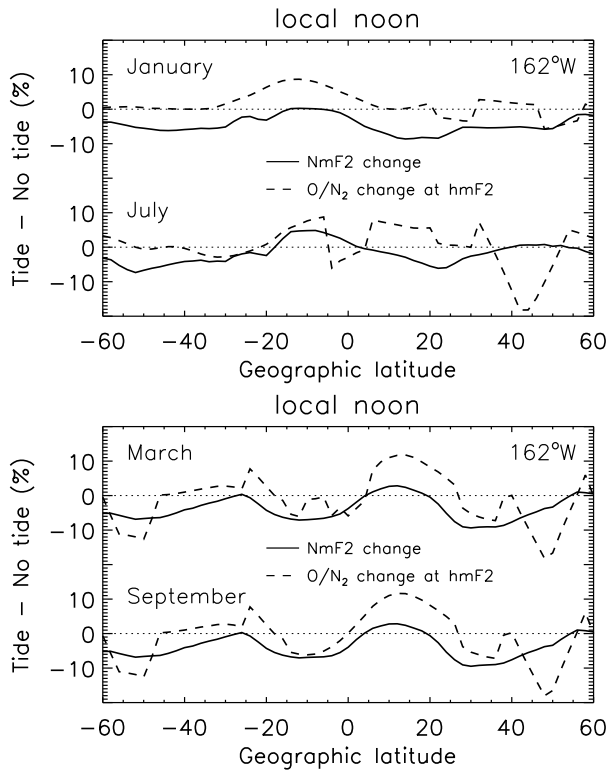 local noon
January 162°W
Tide – No tide (%)
10
0
−10
NmF2 change
O/N₂ change at hmF2
July
10
0
−10
−60 −40 −20 0 20 40 60
Geographic latitude
local noon
March 162°W
Tide – No tide (%)
10
0
−10
NmF2 change
O/N₂ change at hmF2
September
10
0
−10
−60 −40 −20 0 20 40 60
Geographic latitude